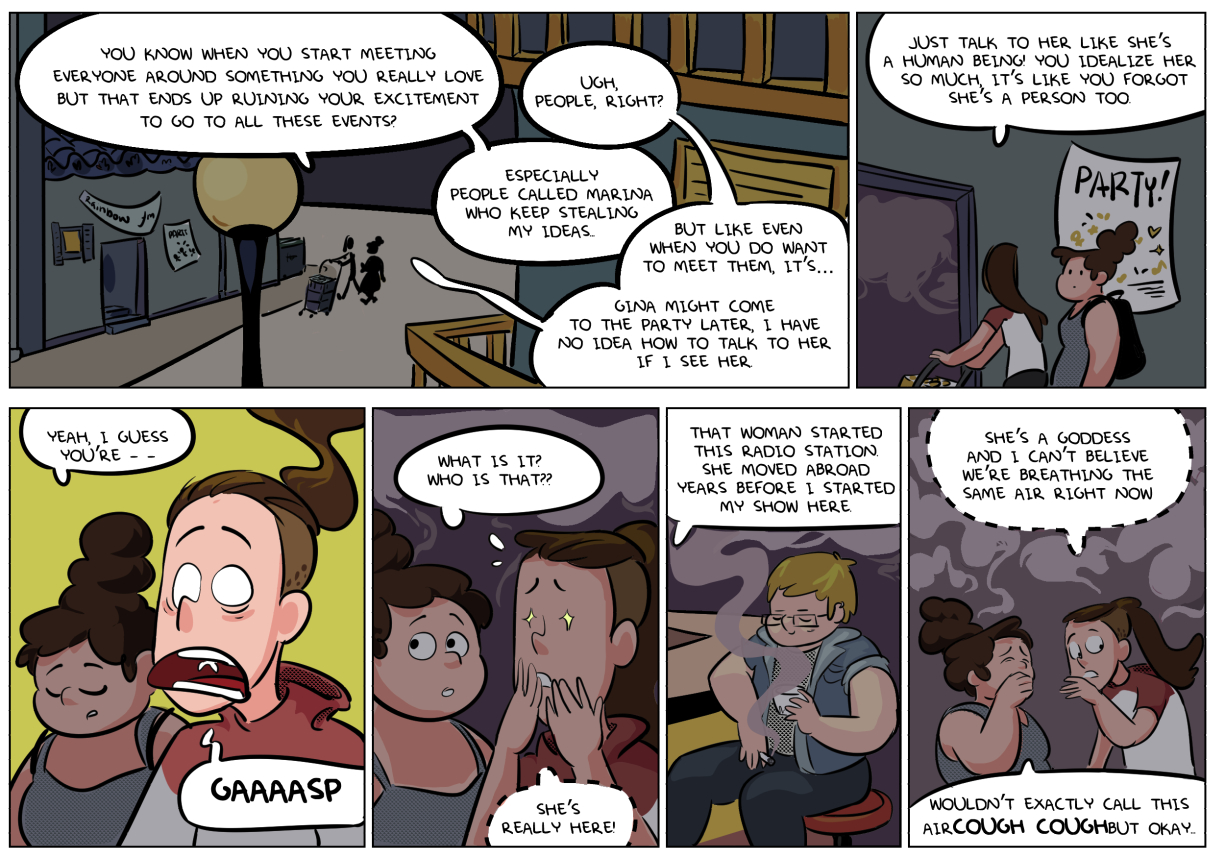 YOU KNOW WHEN YOU START MEETING
EVERYONE AROUND SOMETHING YOU REALLY LOVE
BUT THAT ENDS UP RUINING YOUR EXCITEMENT
TO GO TO ALL THESE EVENTS?
UGH,
PEOPLE, RIGHT?
ESPECIALLY
PEOPLE CALLED MARINA
WHO KEEP STEALING
MY IDEAS...
BUT LIKE EVEN
WHEN YOU DO WANT
TO MEET THEM, IT'S...
GINA MIGHT COME
TO THE PARTY LATER, I HAVE
NO IDEA HOW TO TALK TO HER
IF I SEE HER.
Rainbow fm
PARTY
JUST TALK TO HER LIKE SHE'S
A HUMAN BEING! YOU IDEALIZE HER
SO MUCH, IT'S LIKE YOU FORGOT
SHE'S A PERSON TOO.
PARTY!
YEAH, I GUESS
YOU'RE - -
GAAAASP
WHAT IS IT?
WHO IS THAT??
SHE'S
REALLY HERE!
THAT WOMAN STARTED
THIS RADIO STATION.
SHE MOVED ABROAD
YEARS BEFORE I STARTED
MY SHOW HERE.
SHE'S A GODDESS
AND I CAN'T BELIEVE
WE'RE BREATHING THE
SAME AIR RIGHT NOW
WOULDN'T EXACTLY CALL THIS
AIR COUGH COUGH BUT OKAY...